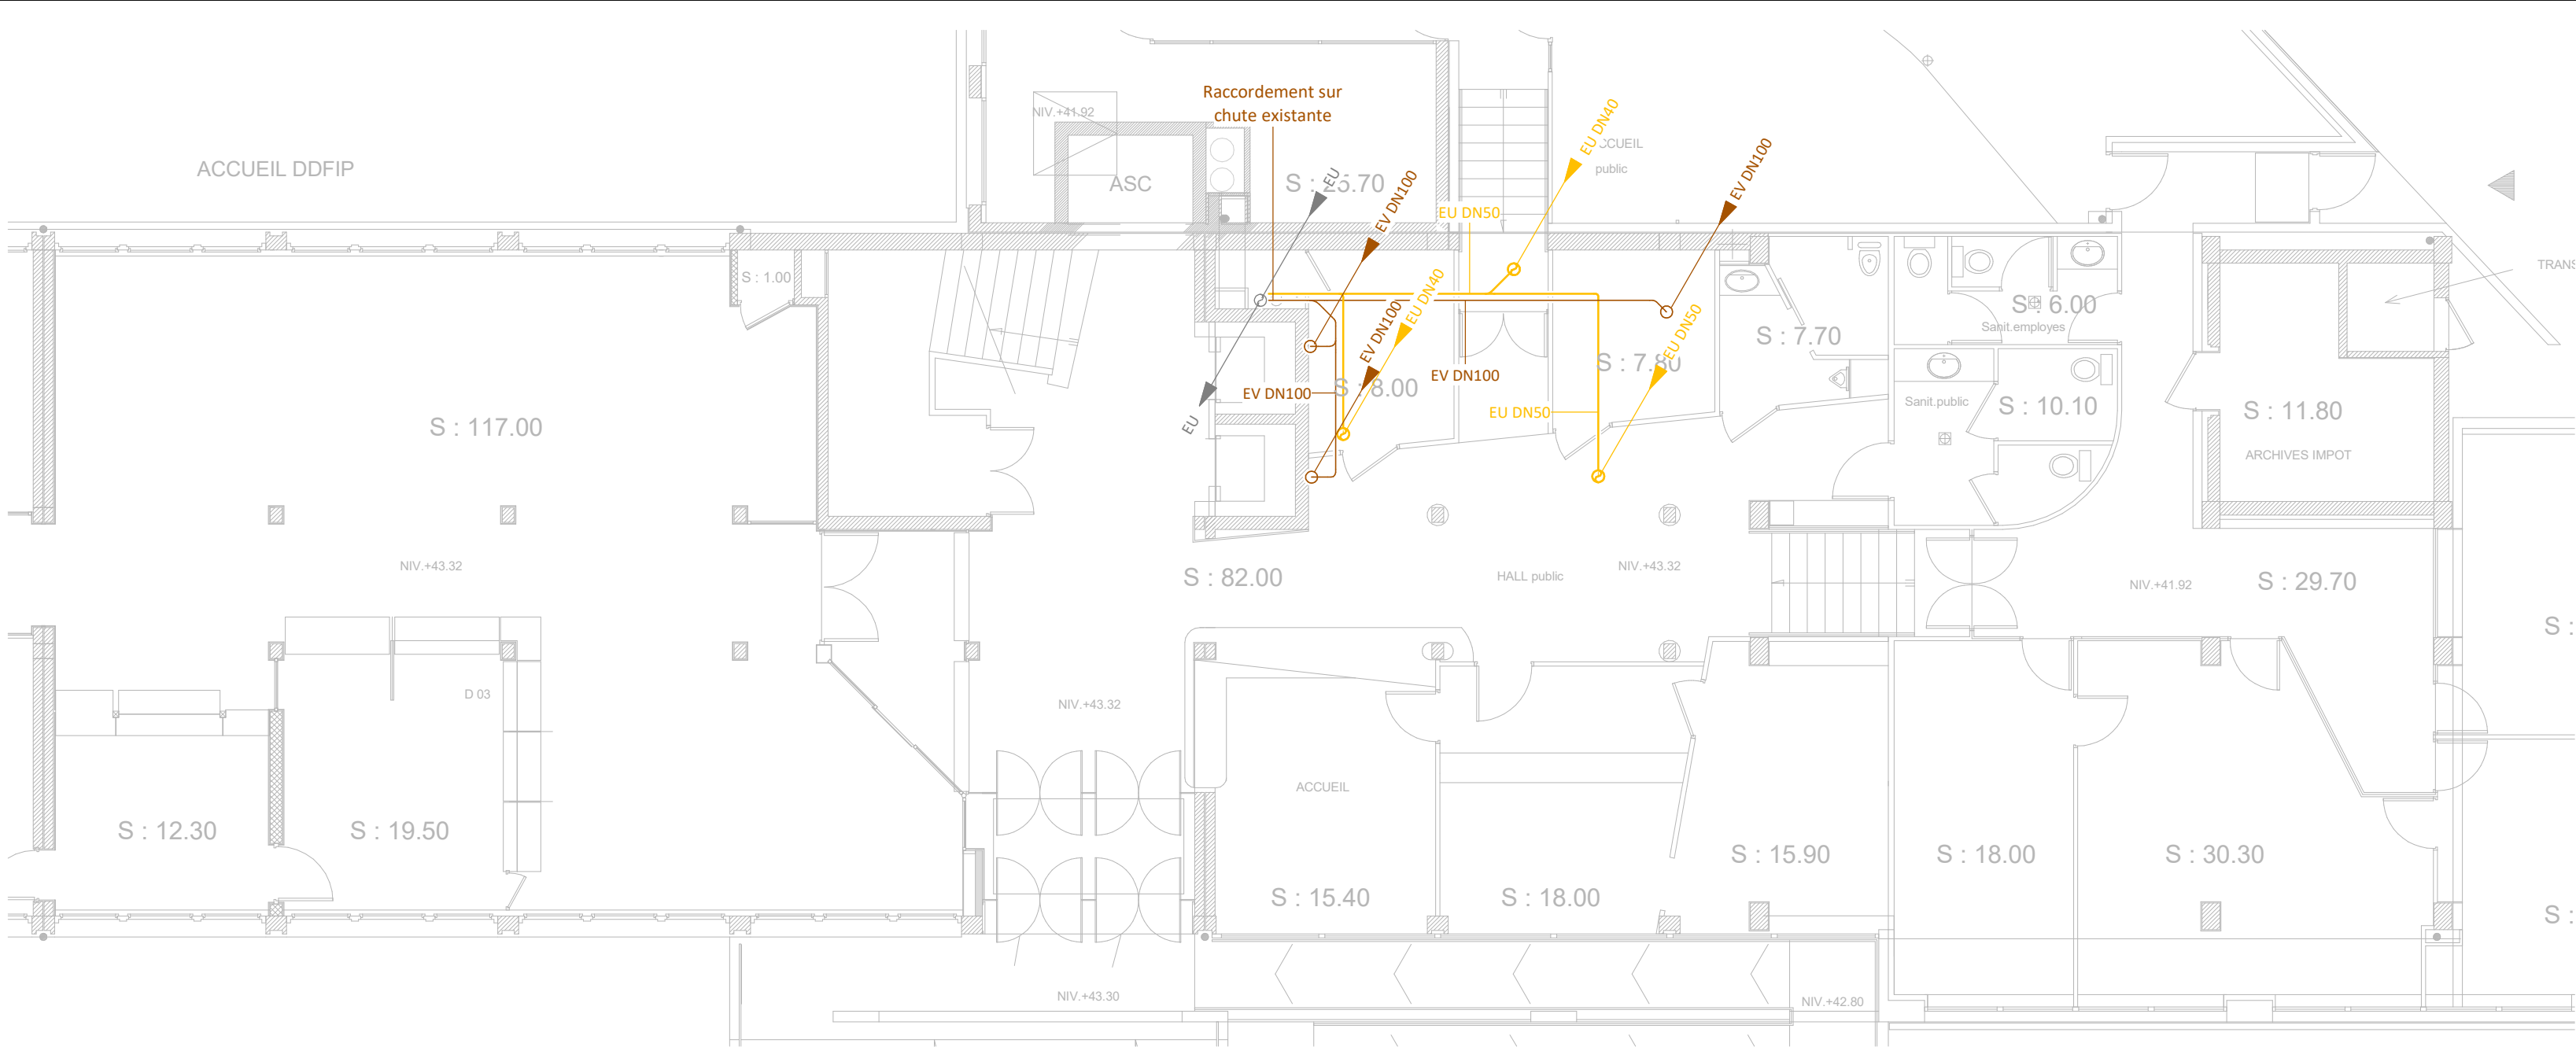 Raccordement sur
chute existante
NIV.+41.92
ACCUEIL DDFIP
ASC
S : 25.70
EU
EV DN100
EU DN50
EU DN40
public
EV DN100
S : 1.00
TRANS
S : 6.00
Sanit.employes
EU DN40
EV DN100
EU DN50
S : 7.70
S : 7.80
EV DN100
EV DN100
S : 8.00
EU DN50
EU
Sanit.public
S : 10.10
S : 11.80
ARCHIVES IMPOT
S : 117.00
NIV.+43.32
S : 82.00
HALL public
NIV.+43.32
NIV.+41.92
S : 29.70
S :
D 03
NIV.+43.32
ACCUEIL
S : 12.30
S : 19.50
S : 15.40
S : 18.00
S : 15.90
S : 18.00
S : 30.30
S :
NIV.+43.30
NIV.+42.80